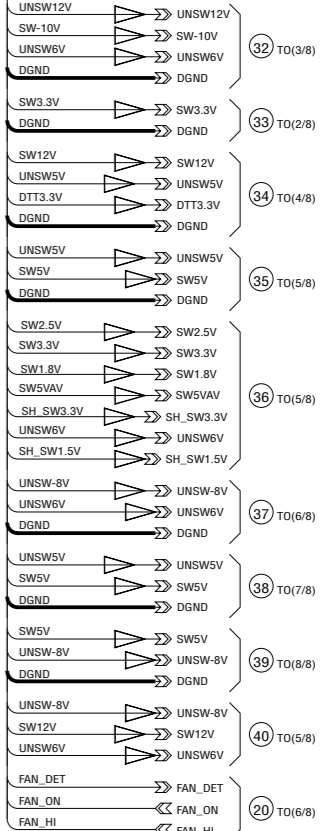 UNSW12V UNSW12V
SW-10V SW-10V
UNSW6V UNSW6V
DGND DGND
32 TO(3/8)
SW3.3V SW3.3V
DGND DGND
33 TO(2/8)
SW12V SW12V
UNSW5V UNSW5V
DTT3.3V DTT3.3V
DGND DGND
34 TO(4/8)
UNSW5V UNSW5V
SW5V SW5V
DGND DGND
35 TO(5/8)
SW2.5V SW2.5V
SW3.3V SW3.3V
SW1.8V SW1.8V
SW5VAV SW5VAV
SH_SW3.3V SH_SW3.3V
UNSW6V UNSW6V
SH_SW1.5V SH_SW1.5V
36 TO(5/8)
UNSW-8V UNSW-8V
UNSW6V UNSW6V
DGND DGND
37 TO(6/8)
UNSW5V UNSW5V
SW5V SW5V
DGND DGND
38 TO(7/8)
SW5V SW5V
UNSW-8V UNSW-8V
DGND DGND
39 TO(8/8)
UNSW-8V UNSW-8V
SW12V SW12V
UNSW6V UNSW6V
40 TO(5/8)
FAN_DET FAN_DET
FAN_ON FAN_ON
FAN_HI FAN_HI
20 TO(6/8)